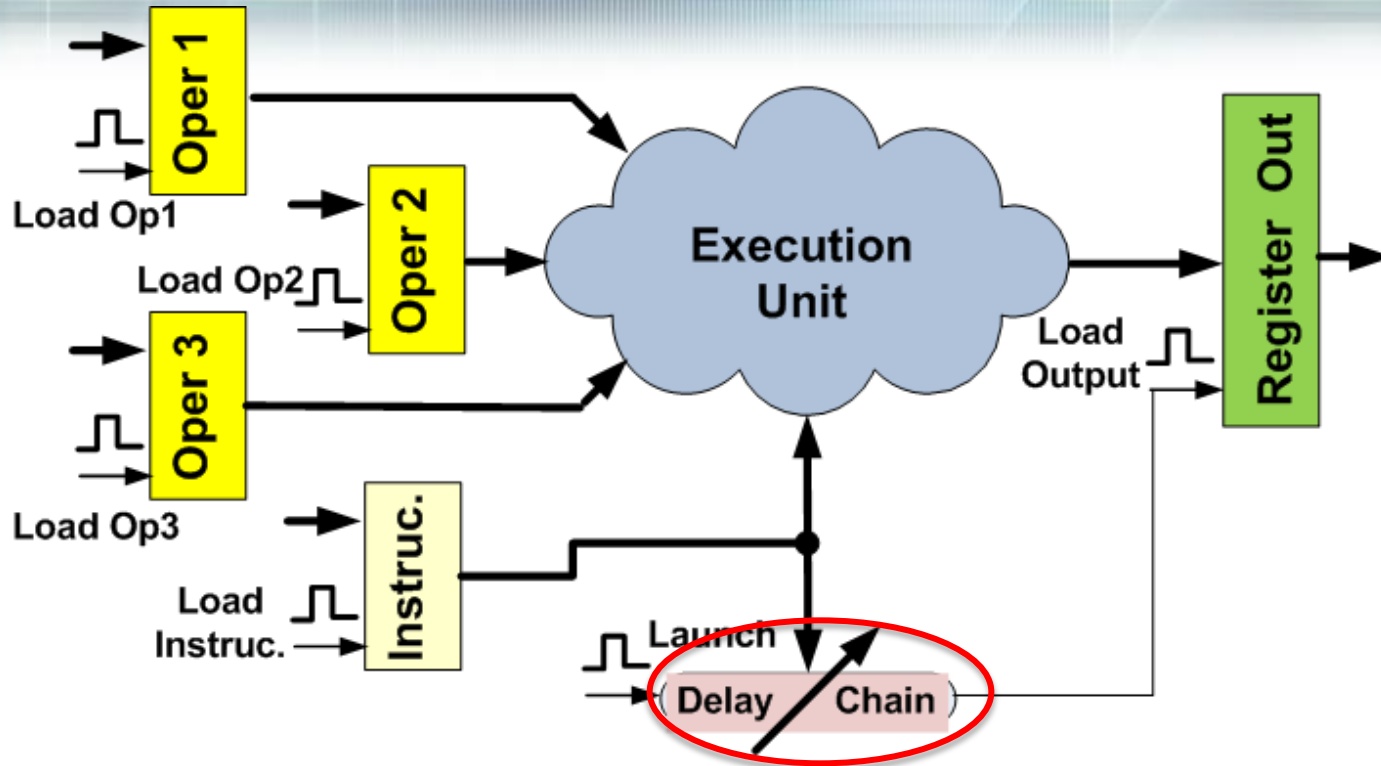 Oper 1
Load Op1
Oper 2
Load Op2
Oper 3
Load Op3
Instruc.
Load
Instruc.
Execution
Unit
Launch
Delay Chain
Load
Output
Register Out